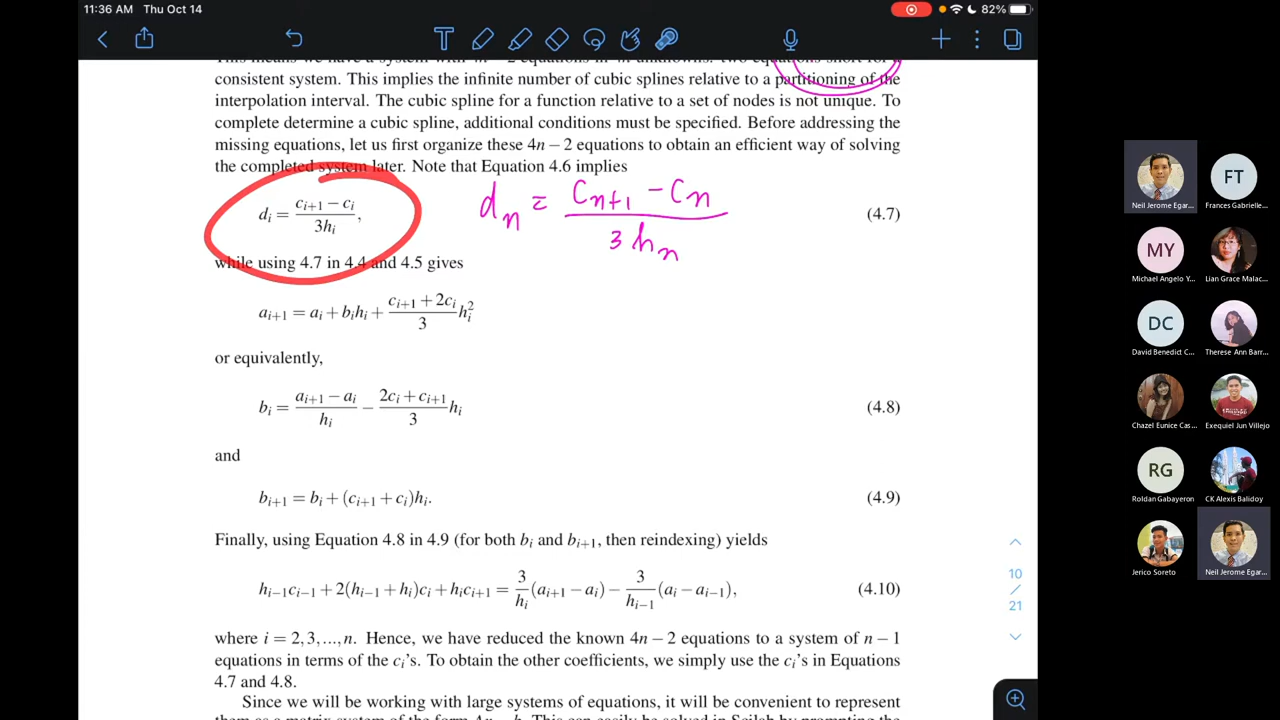 11:36 AM Thu Oct 14
82%
consistent system. This implies the infinite number of cubic splines relative to a partitioning of the
interpolation interval. The cubic spline for a function relative to a set of nodes is not unique. To
complete determine a cubic spline, additional conditions must be specified. Before addressing the
missing equations, let us first organize these 4n − 2 equations to obtain an efficient way of solving
the completed system later. Note that Equation 4.6 implies
d_i = (c_{i+1} − c_i)/(3h_i), (4.7)
d_n = (c_{n+1} − c_n)/(3h_n)
while using 4.7 in 4.4 and 4.5 gives
a_{i+1} = a_i + b_i h_i + (c_{i+1} + 2c_i)/3 h_i^2
or equivalently,
b_i = (a_{i+1} − a_i)/h_i − (2c_i + c_{i+1})/3 h_i (4.8)
and
b_{i+1} = b_i + (c_{i+1} + c_i)h_i. (4.9)
Finally, using Equation 4.8 in 4.9 (for both b_i and b_{i+1}, then reindexing) yields
h_{i−1}c_{i−1} + 2(h_{i−1} + h_i)c_i + h_i c_{i+1} = 3/h_i (a_{i+1} − a_i) − 3/h_{i−1} (a_i − a_{i−1}), (4.10)
where i = 2,3,...,n. Hence, we have reduced the known 4n − 2 equations to a system of n − 1
equations in terms of the c_i's. To obtain the other coefficients, we simply use the c_i's in Equations
4.7 and 4.8.
Since we will be working with large systems of equations, it will be convenient to represent
10
/
21
Neil Jerome Egar...
FT
Frances Gabrielle...
MY
Michael Angelo Y...
Lian Grace Malac...
DC
David Benedict C...
Therese Ann Barr...
Chazel Eunice Cas...
Exequiel Jun Villejo
RG
Roldan Gabayeron
CK Alexis Balidoy
Jerico Soreto
Neil Jerome Egar...